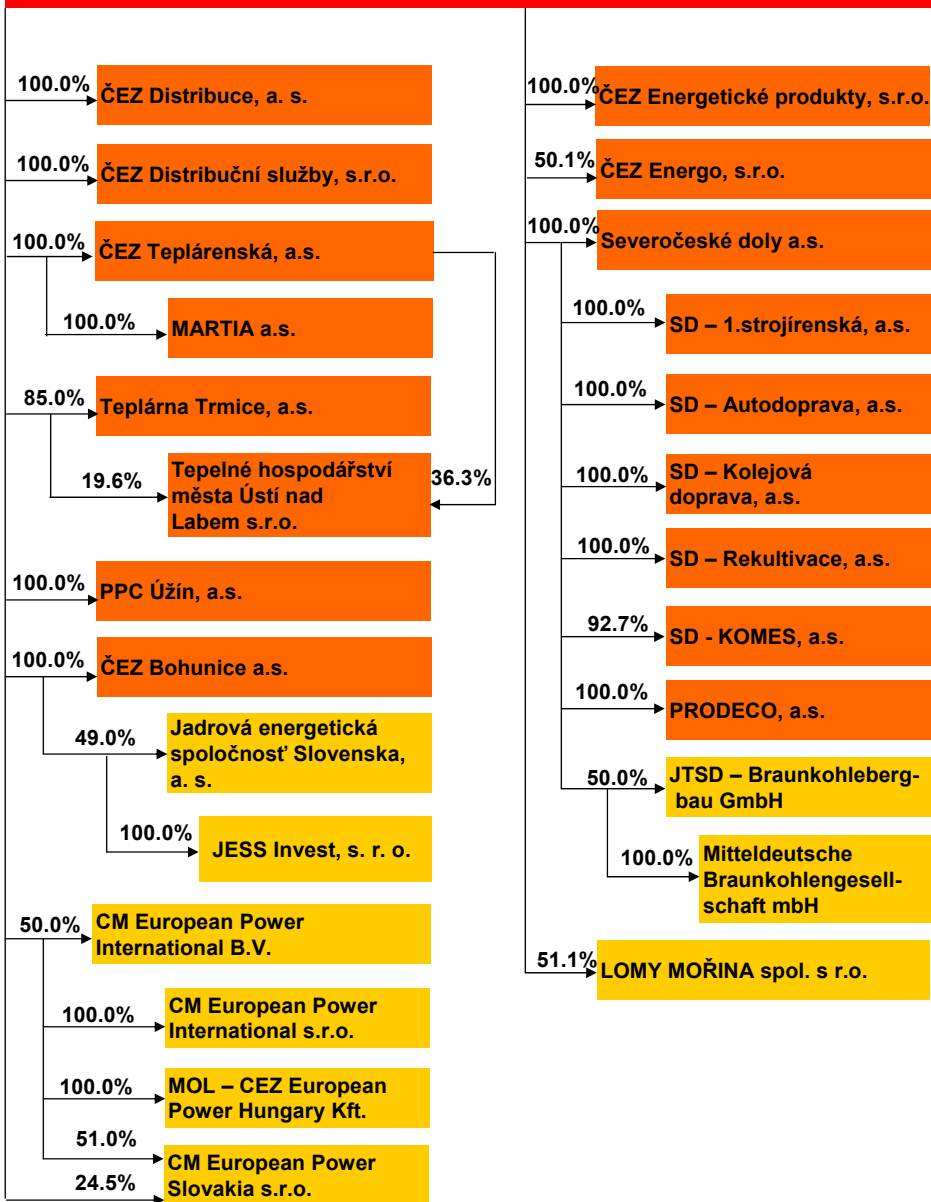 100.0%
ČEZ Distribuce, a. s.
100.0%
ČEZ Distribuční služby, s.r.o.
100.0%
ČEZ Teplárenská, a.s.
100.0%
MARTIA a.s.
85.0%
Teplárna Trmice, a.s.
19.6%
Tepelné hospodářství
města Ústí nad
Labem s.r.o.
36.3%
100.0%
PPC Úžín, a.s.
100.0%
ČEZ Bohunice a.s.
49.0%
Jadrová energetická
spoločnosť Slovenska,
a. s.
100.0%
JESS Invest, s. r. o.
50.0%
CM European Power
International B.V.
100.0%
CM European Power
International s.r.o.
100.0%
MOL – CEZ European
Power Hungary Kft.
51.0%
24.5%
CM European Power
Slovakia s.r.o.
100.0%
ČEZ Energetické produkty, s.r.o.
50.1%
ČEZ Energo, s.r.o.
100.0%
Severočeské doly a.s.
100.0%
SD – 1.strojírenská, a.s.
100.0%
SD – Autodoprava, a.s.
100.0%
SD – Kolejová
doprava, a.s.
100.0%
SD – Rekultivace, a.s.
92.7%
SD - KOMES, a.s.
100.0%
PRODECO, a.s.
50.0%
JTSD – Braunkohleberg-
bau GmbH
100.0%
Mitteldeutsche
Braunkohlengesell-
schaft mbH
51.1%
LOMY MOŘINA spol. s r.o.